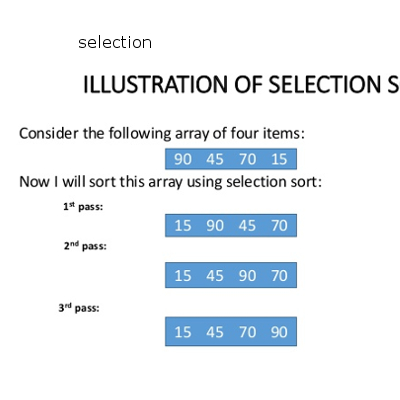 selection
ILLUSTRATION OF SELECTION S
Consider the following array of four items:
90 45 70 15
Now I will sort this array using selection sort:
1st pass:
15 90 45 70
2nd pass:
15 45 90 70
3rd pass:
15 45 70 90